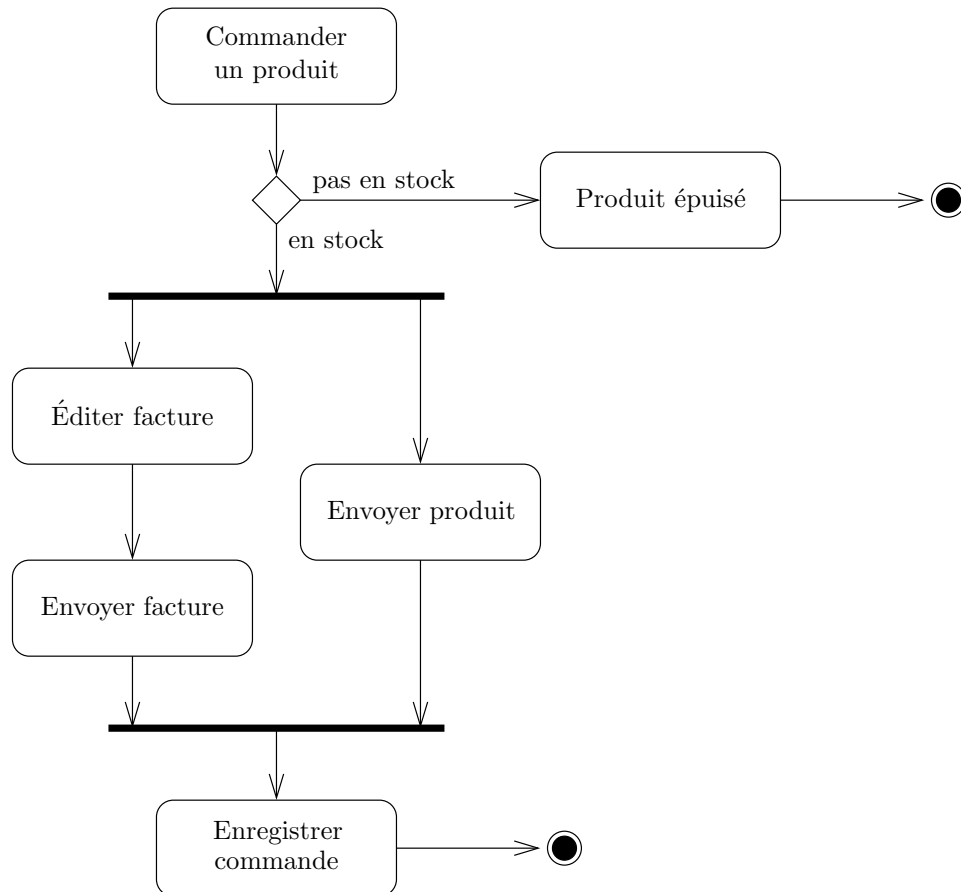 Commander
un produit
pas en stock
Produit épuisé
en stock
Éditer facture
Envoyer produit
Envoyer facture
Enregistrer
commande